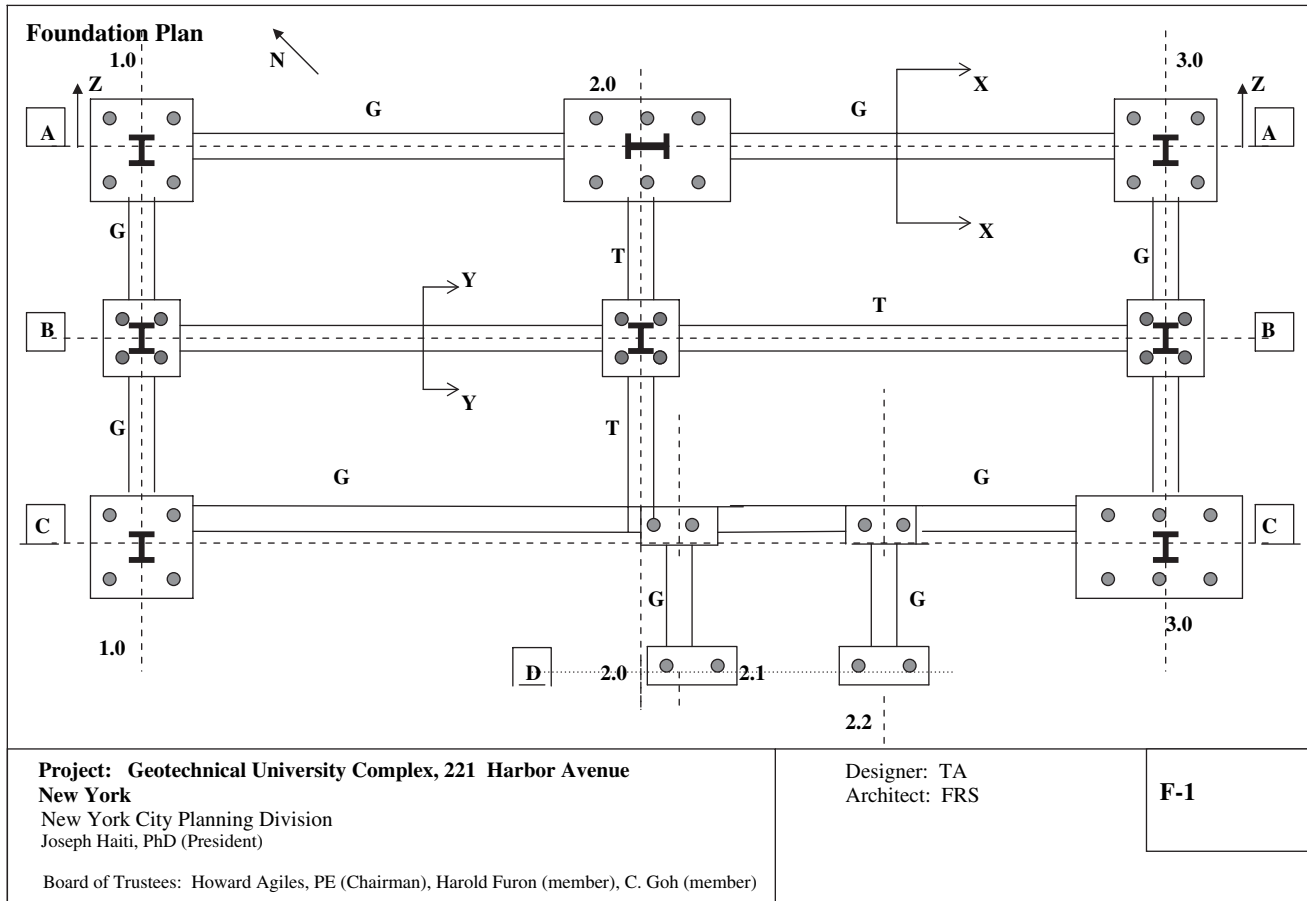 Foundation Plan
1.0
N
2.0
3.0
Z
G
G
X
Z
A
A
G
T
X
G
Y
T
B
B
Y
G
T
G
G
C
C
G
G
1.0
3.0
D
2.0
2.1
2.2
Project: Geotechnical University Complex, 221 Harbor Avenue
New York
New York City Planning Division
Joseph Haiti, PhD (President)
Board of Trustees: Howard Agiles, PE (Chairman), Harold Furon (member), C. Goh (member)
Designer: TA
Architect: FRS
F-1